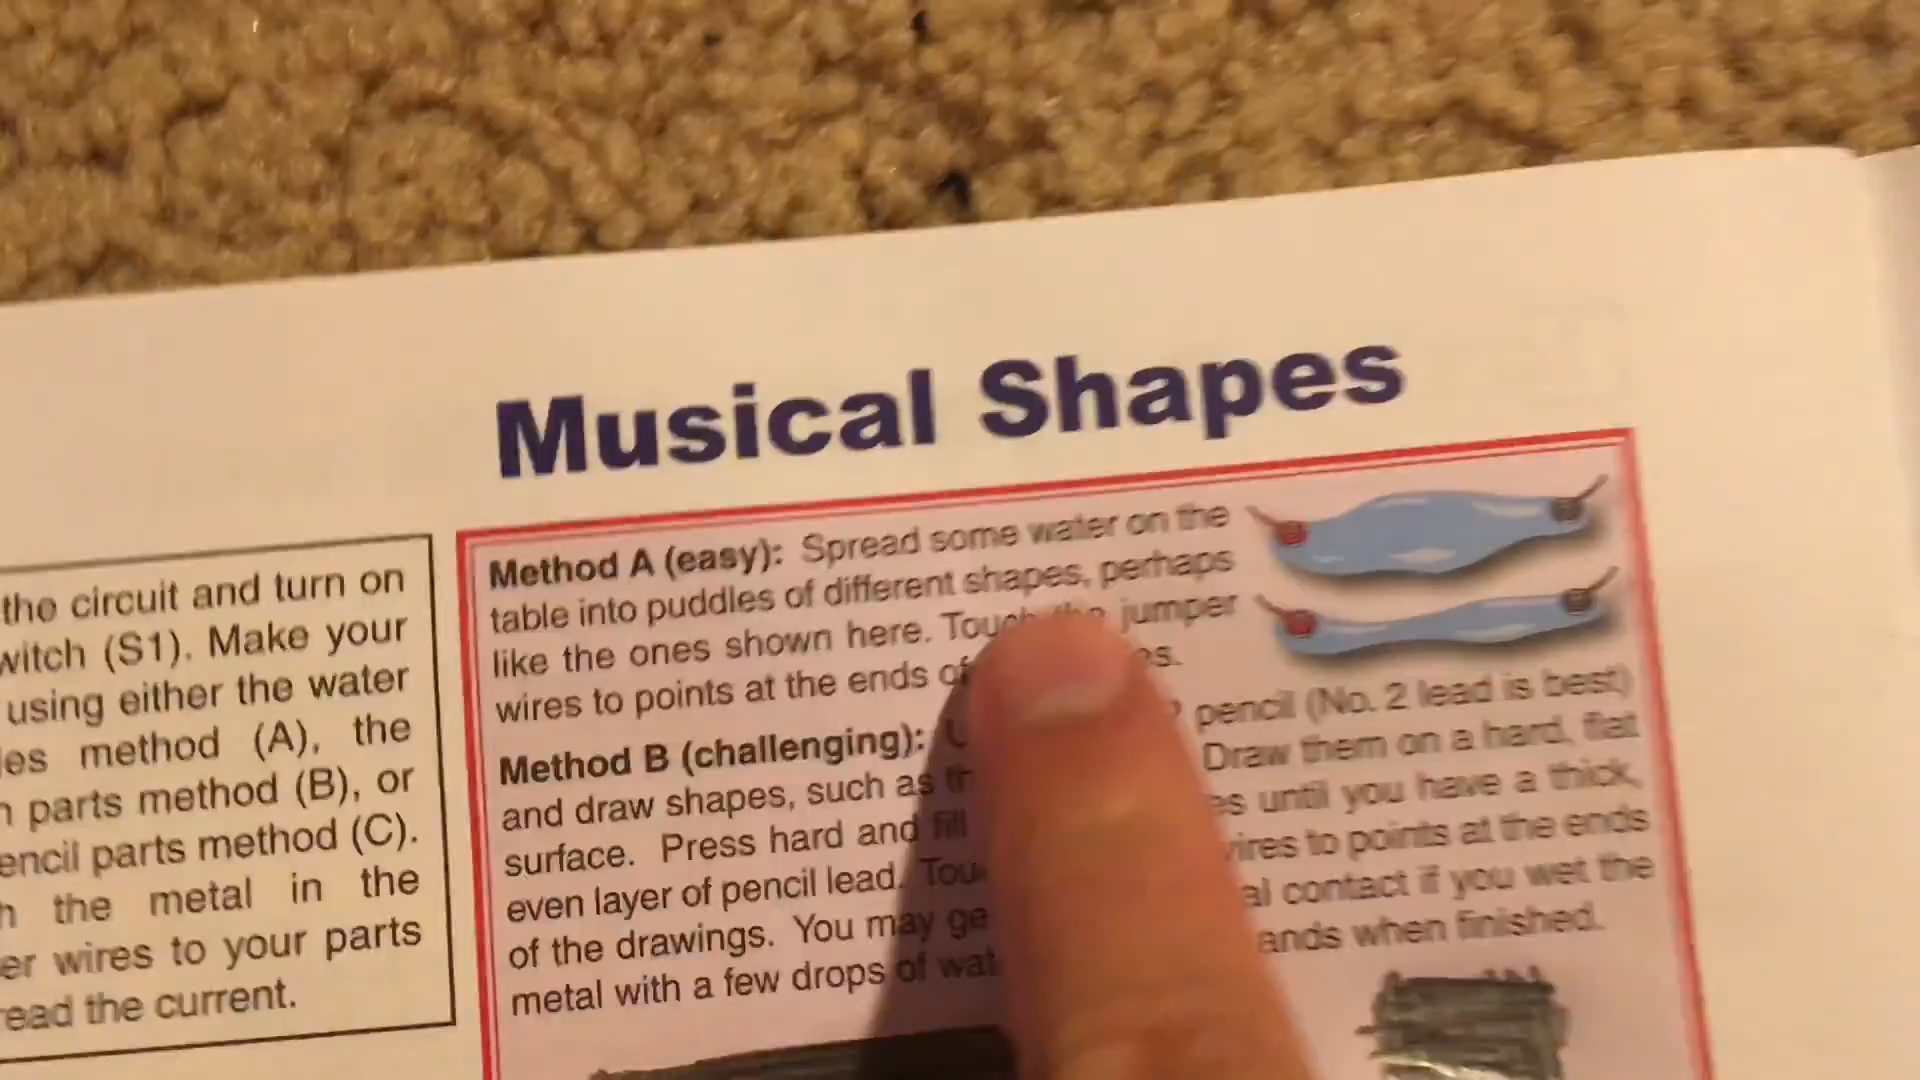 Musical Shapes
the circuit and turn on
witch (S1). Make your
using either the water
les method (A), the
n parts method (B), or
encil parts method (C).
h the metal in the
er wires to your parts
read the current.
Method A (easy): Spread some water on the
table into puddles of different shapes, perhaps
like the ones shown here. Touch the jumper
wires to points at the ends of
Method B (challenging): pencil (No. 2 lead is best)
and draw shapes, such as Draw them on a hard, flat
surface. Press hard and fill until you have a thick,
even layer of pencil lead. wires to points at the ends
of the drawings. You may contact if you wet the
metal with a few drops of when finished.